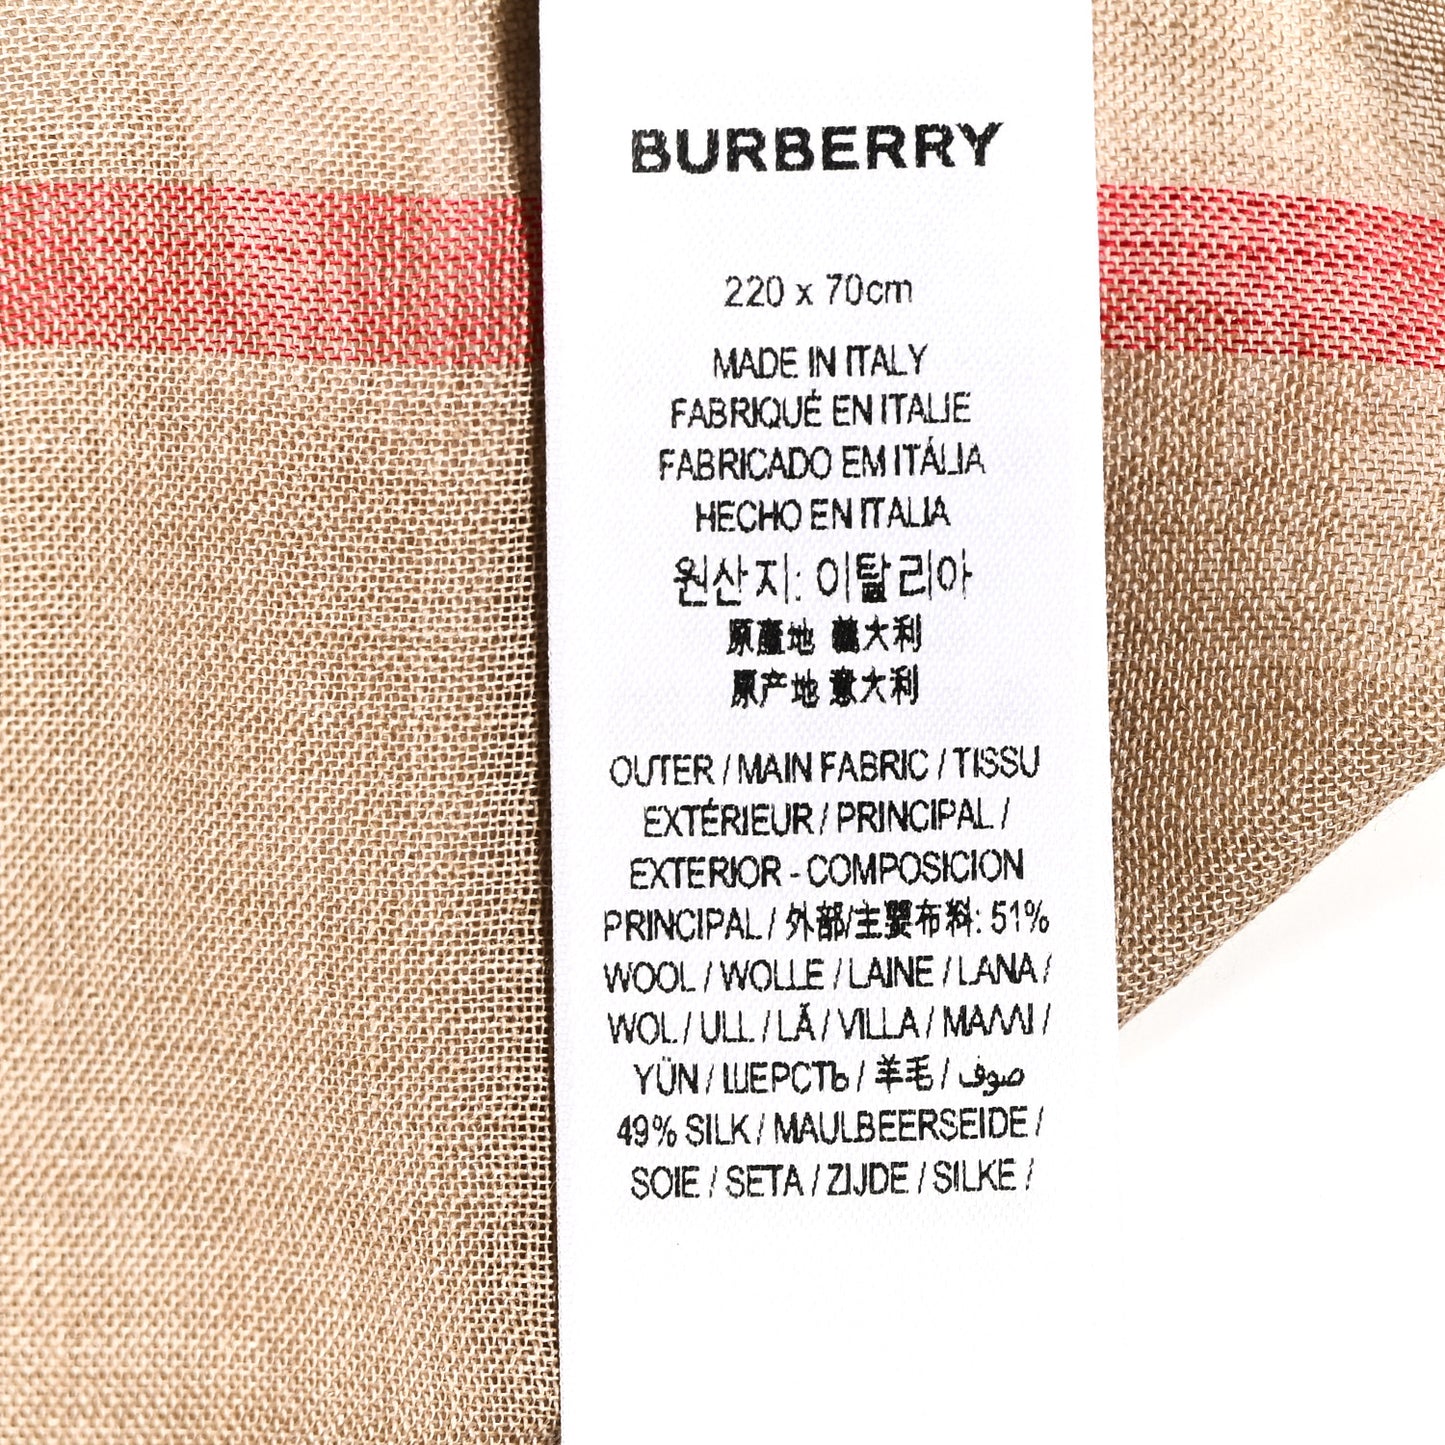 BURBERRY
220 x 70cm
MADE IN ITALY
FABRIQUÉ EN ITALIE
FABRICADO EM ITÁLIA
HECHO EN ITALIA
원산지: 이탈리아
原產地 義大利
原产地 意大利
OUTER / MAIN FABRIC / TISSU
EXTÉRIEUR / PRINCIPAL /
EXTERIOR - COMPOSICION
PRINCIPAL / 外部/主要布料: 51%
WOOL / WOLLE / LAINE / LANA /
WOL / ULL / LÃ / VILLA / ΜΑΛΛΙ /
YÜN / ШЕРСТЬ / 羊毛 / صوف
49% SILK / MAULBEERSEIDE /
SOIE / SETA / ZIJDE / SILKE /